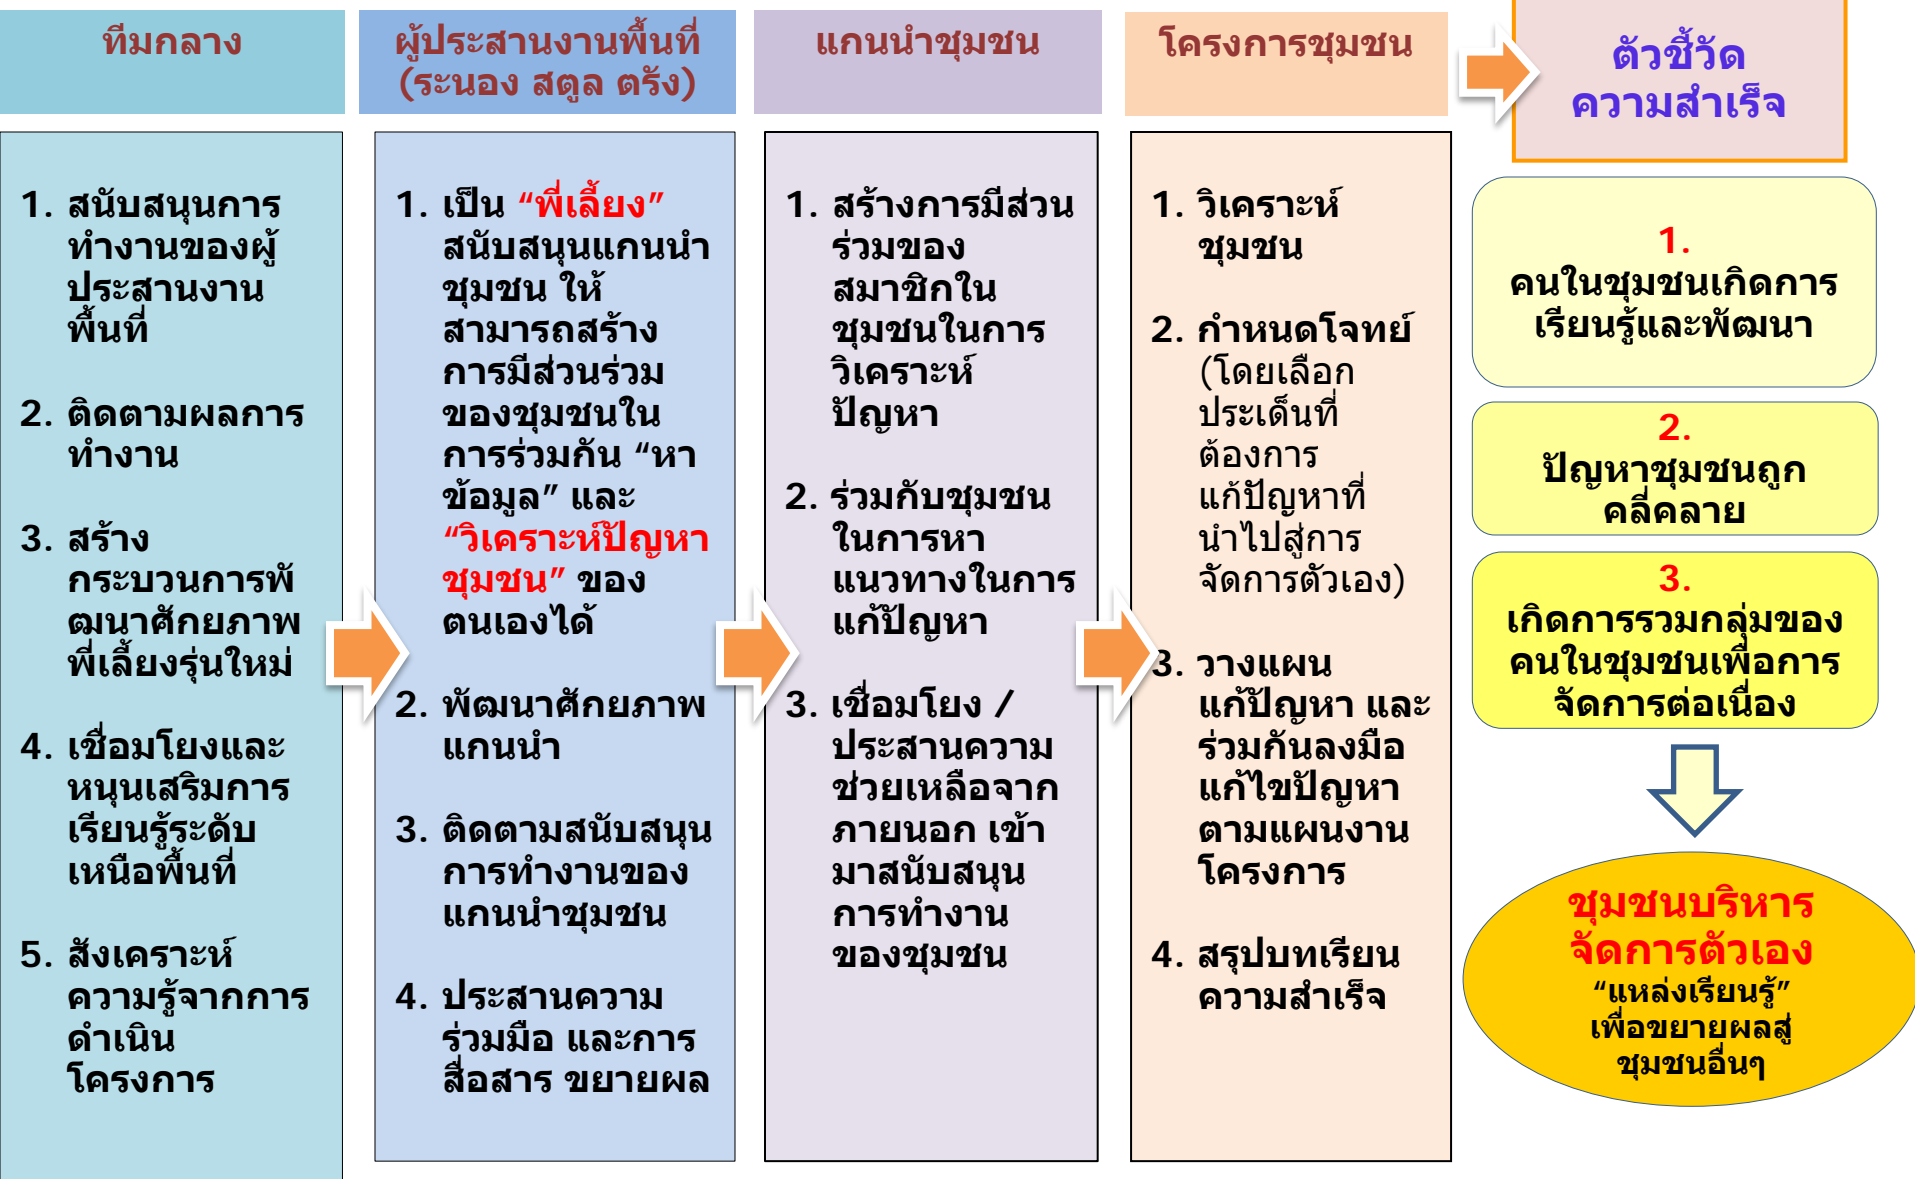 ทีมกลาง
1. สนับสนุนการ
ทำงานของผู้
ประสานงาน
พื้นที่
2. ติดตามผลการ
ทำงาน
3. สร้าง
กระบวนการพั
ฒนาศักยภาพ
พี่เลี้ยงรุ่นใหม่
4. เชื่อมโยงและ
หนุนเสริมการ
เรียนรู้ระดับ
เหนือพื้นที่
5. สังเคราะห์
ความรู้จากการ
ดำเนิน
โครงการ
ผู้ประสานงานพื้นที่
(ระนอง สตูล ตรัง)
1. เป็น “พี่เลี้ยง”
สนับสนุนแกนนำ
ชุมชน ให้
สามารถสร้าง
การมีส่วนร่วม
ของชุมชนใน
การร่วมกัน “หา
ข้อมูล” และ
“วิเคราะห์ปัญหา
ชุมชน” ของ
ตนเองได้
2. พัฒนาศักยภาพ
แกนนำ
3. ติดตามสนับสนุน
การทำงานของ
แกนนำชุมชน
4. ประสานความ
ร่วมมือ และการ
สื่อสาร ขยายผล
แกนนำชุมชน
1. สร้างการมีส่วน
ร่วมของ
สมาชิกใน
ชุมชนในการ
วิเคราะห์
ปัญหา
2. ร่วมกับชุมชน
ในการหา
แนวทางในการ
แก้ปัญหา
3. เชื่อมโยง /
ประสานความ
ช่วยเหลือจาก
ภายนอก เข้า
มาสนับสนุน
การทำงาน
ของชุมชน
โครงการชุมชน
1. วิเคราะห์
ชุมชน
2. กำหนดโจทย์
(โดยเลือก
ประเด็นที่
ต้องการ
แก้ปัญหาที่
นำไปสู่การ
จัดการตัวเอง)
3. วางแผน
แก้ปัญหา และ
ร่วมกันลงมือ
แก้ไขปัญหา
ตามแผนงาน
โครงการ
4. สรุปบทเรียน
ความสำเร็จ
ตัวชี้วัด
ความสำเร็จ
1.
คนในชุมชนเกิดการ
เรียนรู้และพัฒนา
2.
ปัญหาชุมชนถูก
คลี่คลาย
3.
เกิดการรวมกลุ่มของ
คนในชุมชนเพื่อการ
จัดการต่อเนื่อง
ชุมชนบริหาร
จัดการตัวเอง
“แหล่งเรียนรู้”
เพื่อขยายผลสู่
ชุมชนอื่นๆ